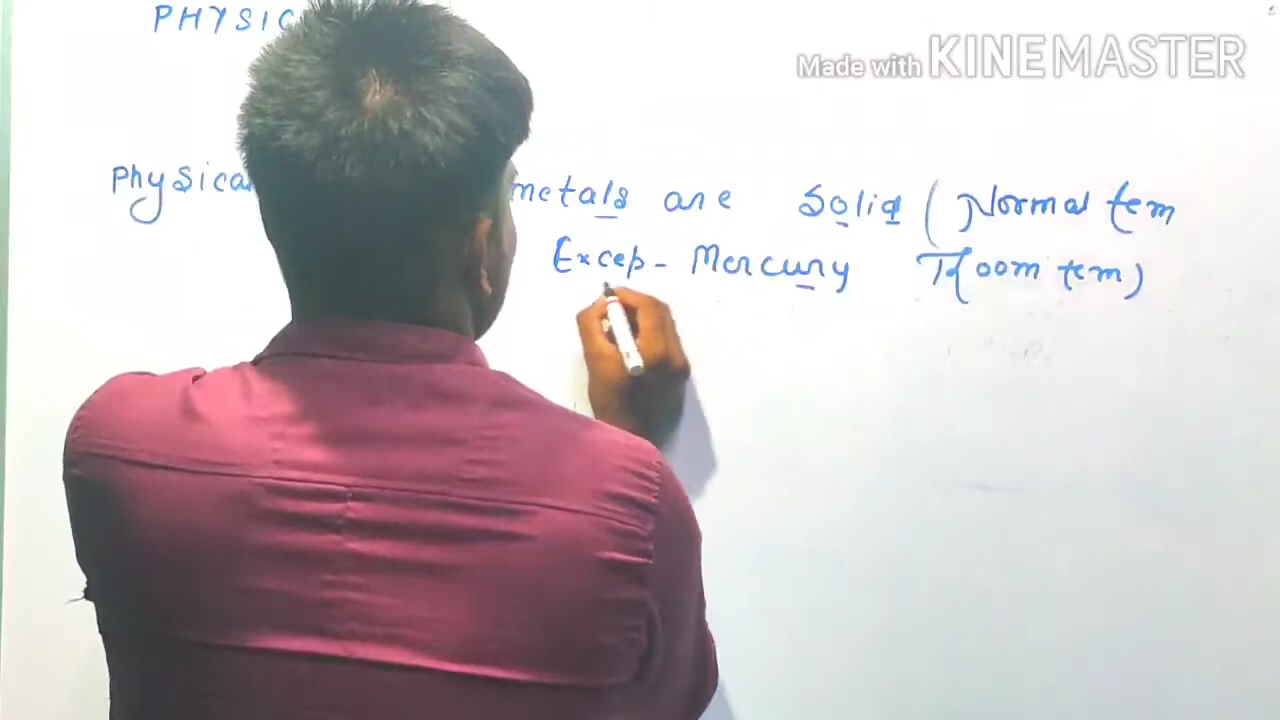 PHYSIC
Made with KINEMASTER
Physica metals are Solid ( Normal tem
Excep - Mercury Room tem)